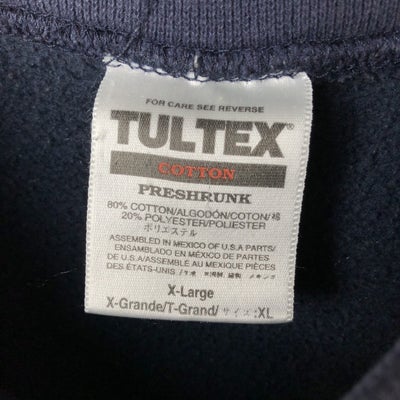 FOR CARE SEE REVERSE
TULTEX®
COTTON
PRESHRUNK
80% COTTON/ALGODÓN/COTON/綿
20% POLYESTER/POLYESTER
ポリエステル
ASSEMBLED IN MEXICO OF U.S.A PARTS/
ENSAMBLADO EN MÉXICO DE PARTES
DE U.S.A/ASSEMBLÉ AU MEXIQUE PIÈCES
DES ÉTATS-UNIS
X-Large
X-Grande/T-Grand/サイズ:XL